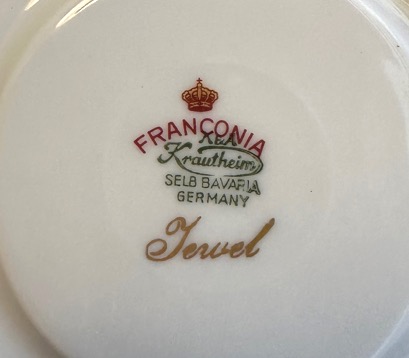 FRANCONIA
K&A
Krautheim
SELB BAVARIA
GERMANY
Jewel